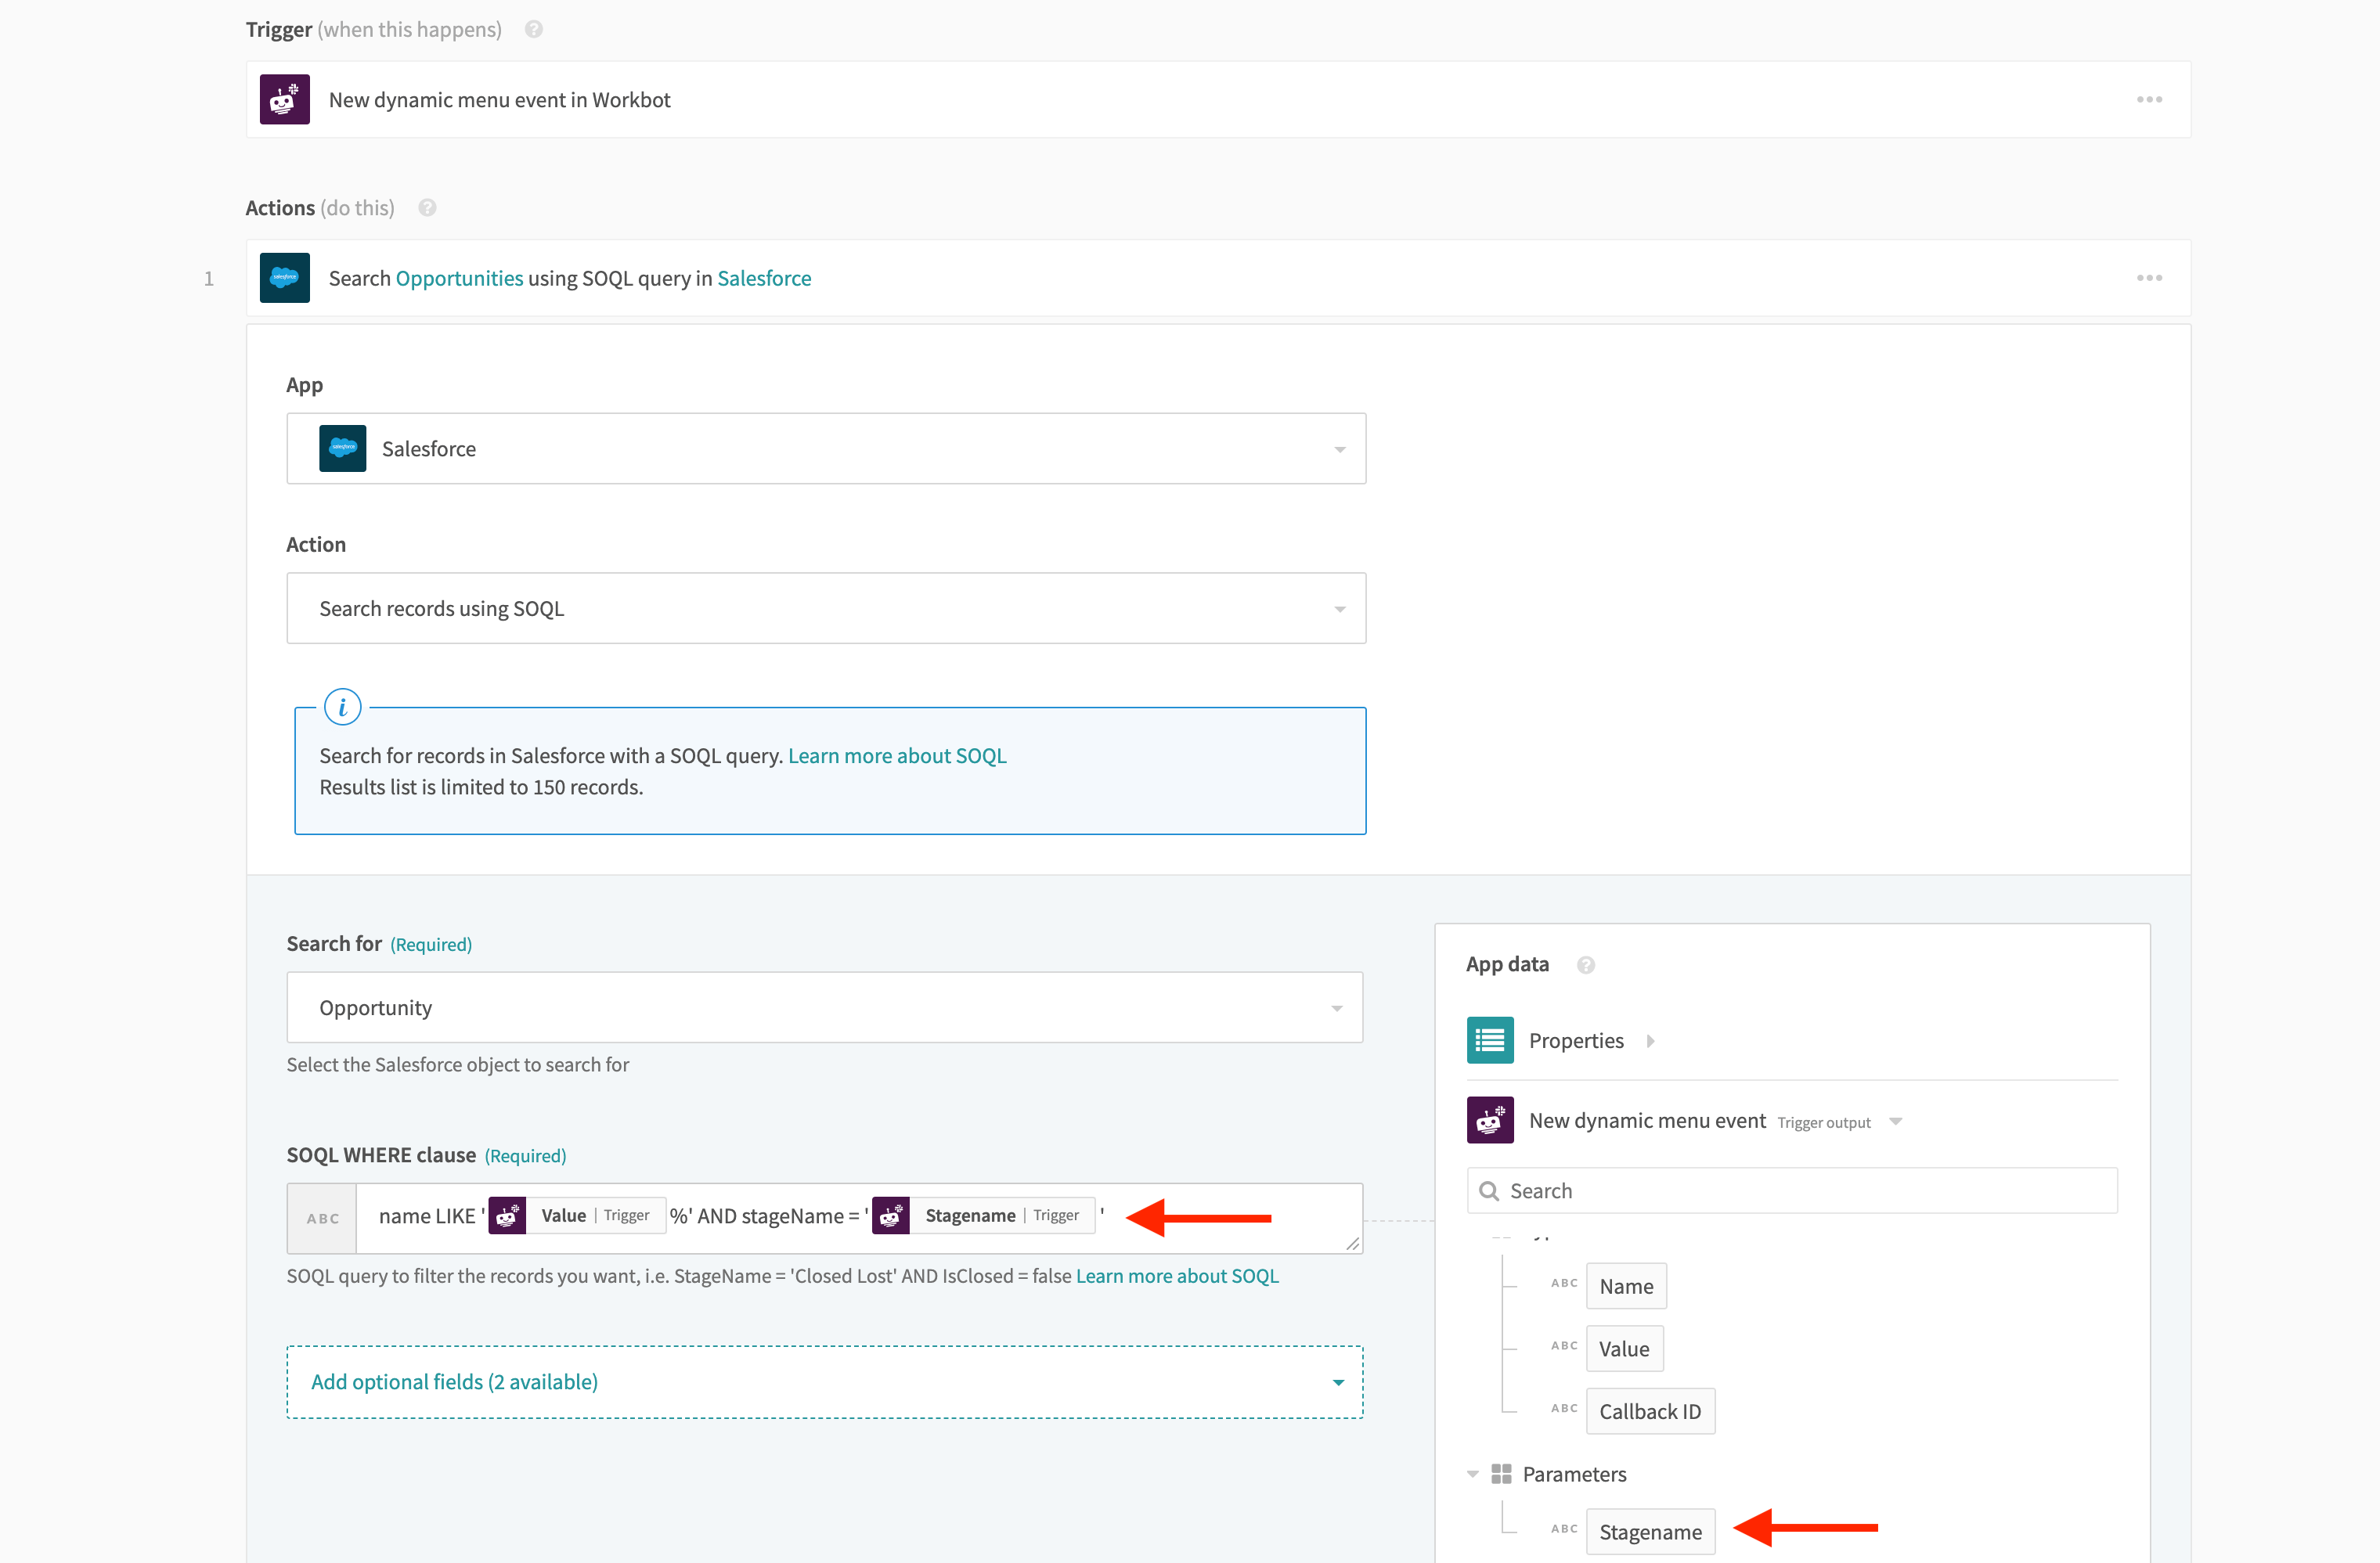 Trigger (when this happens) ?
New dynamic menu event in Workbot
Actions (do this) ?
1 Search Opportunities using SOQL query in Salesforce
App
Salesforce
Action
Search records using SOQL
i
Search for records in Salesforce with a SOQL query. Learn more about SOQL
Results list is limited to 150 records.
Search for (Required)
Opportunity
Select the Salesforce object to search for
SOQL WHERE clause (Required)
ABC name LIKE ' Value | Trigger %' AND stageName = ' Stagename | Trigger '
SOQL query to filter the records you want, i.e. StageName = 'Closed Lost' AND IsClosed = false Learn more about SOQL
Add optional fields (2 available)
App data ?
Properties
New dynamic menu event Trigger output
Search
ABC Name
ABC Value
ABC Callback ID
Parameters
ABC Stagename